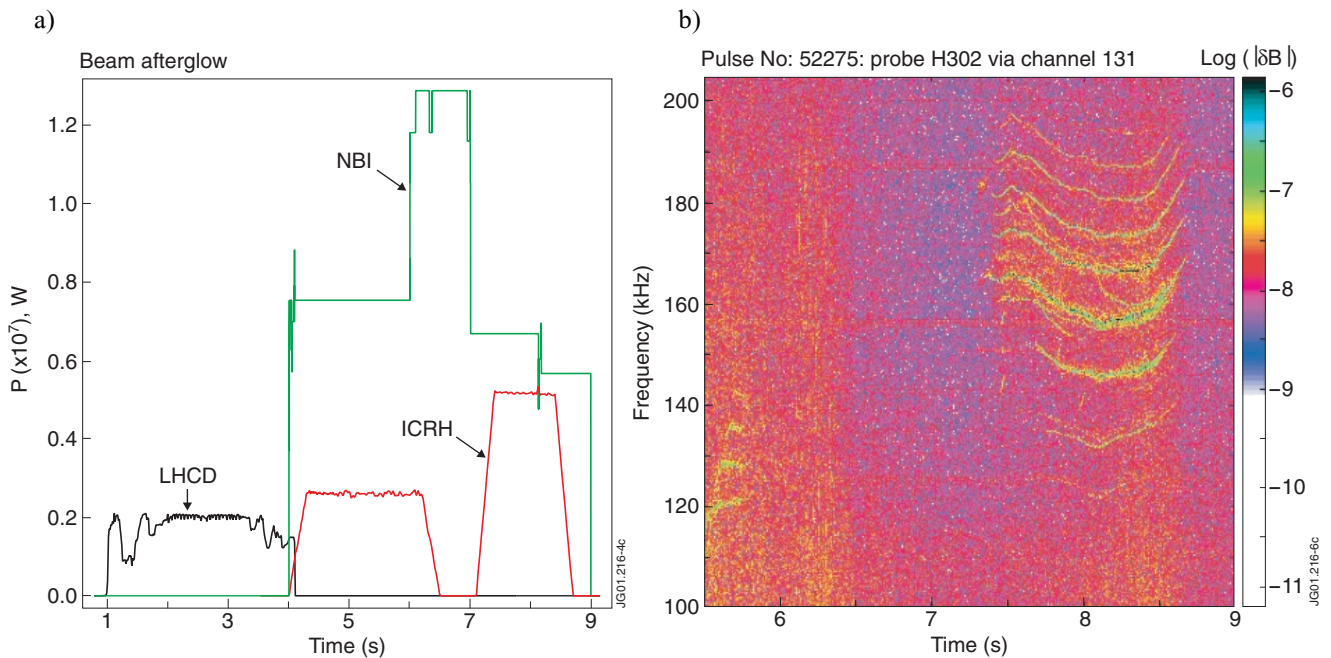 a)
Beam afterglow
P (x10⁷), W
1.2
1.0
0.8
0.6
0.4
0.2
0.0
NBI
ICRH
LHCD
1 3 5 7 9
Time (s)
JG01.216-4c
b)
Pulse No: 52275: probe H302 via channel 131
Log ( |δB| )
Frequency (kHz)
200
180
160
140
120
100
6 7 8 9
Time (s)
−6
−7
−8
−9
−10
−11
JG01.216-6c